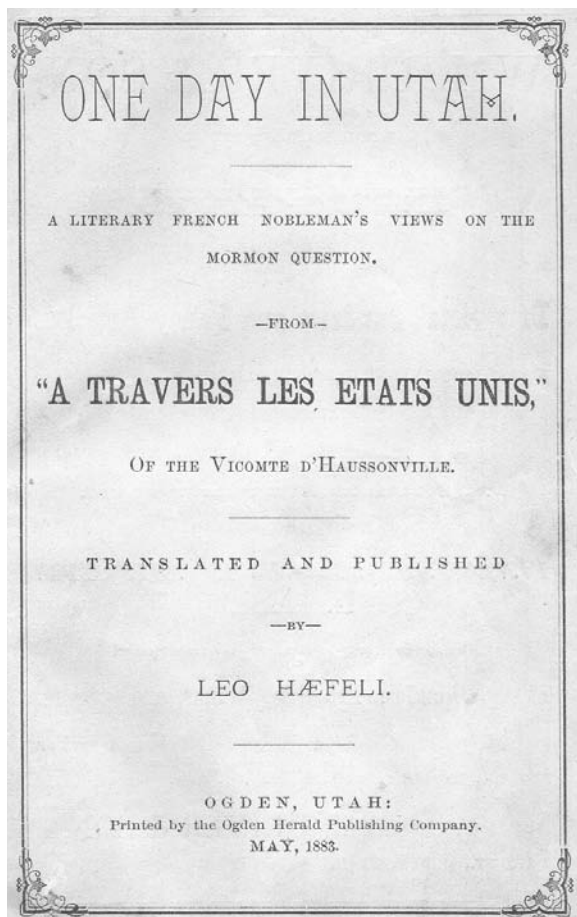 ONE DAY IN UTAH.
A LITERARY FRENCH NOBLEMAN'S VIEWS ON THE
MORMON QUESTION.
—FROM—
"A TRAVERS LES ETATS UNIS,"
OF THE VICOMTE D'HAUSSONVILLE.
TRANSLATED AND PUBLISHED
—BY—
LEO HÆFELI.
OGDEN, UTAH:
Printed by the Ogden Herald Publishing Company.
MAY, 1883.